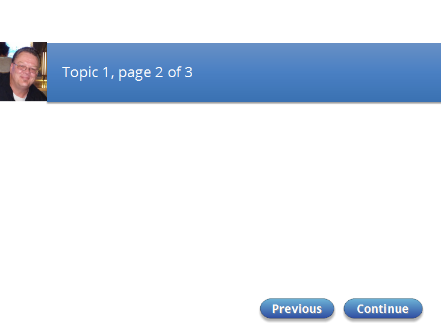 Topic 1, page 2 of 3
Previous
Continue